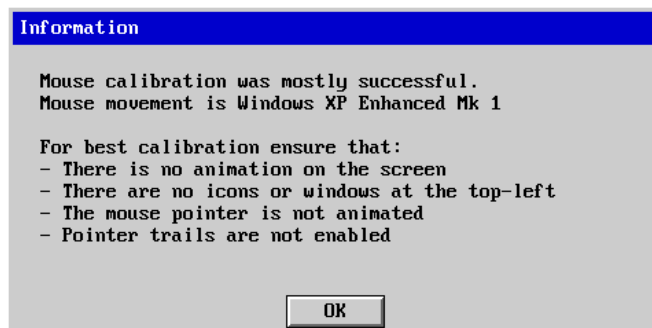 Information
Mouse calibration was mostly successful.
Mouse movement is Windows XP Enhanced Mk 1
For best calibration ensure that:
- There is no animation on the screen
- There are no icons or windows at the top-left
- The mouse pointer is not animated
- Pointer trails are not enabled
OK